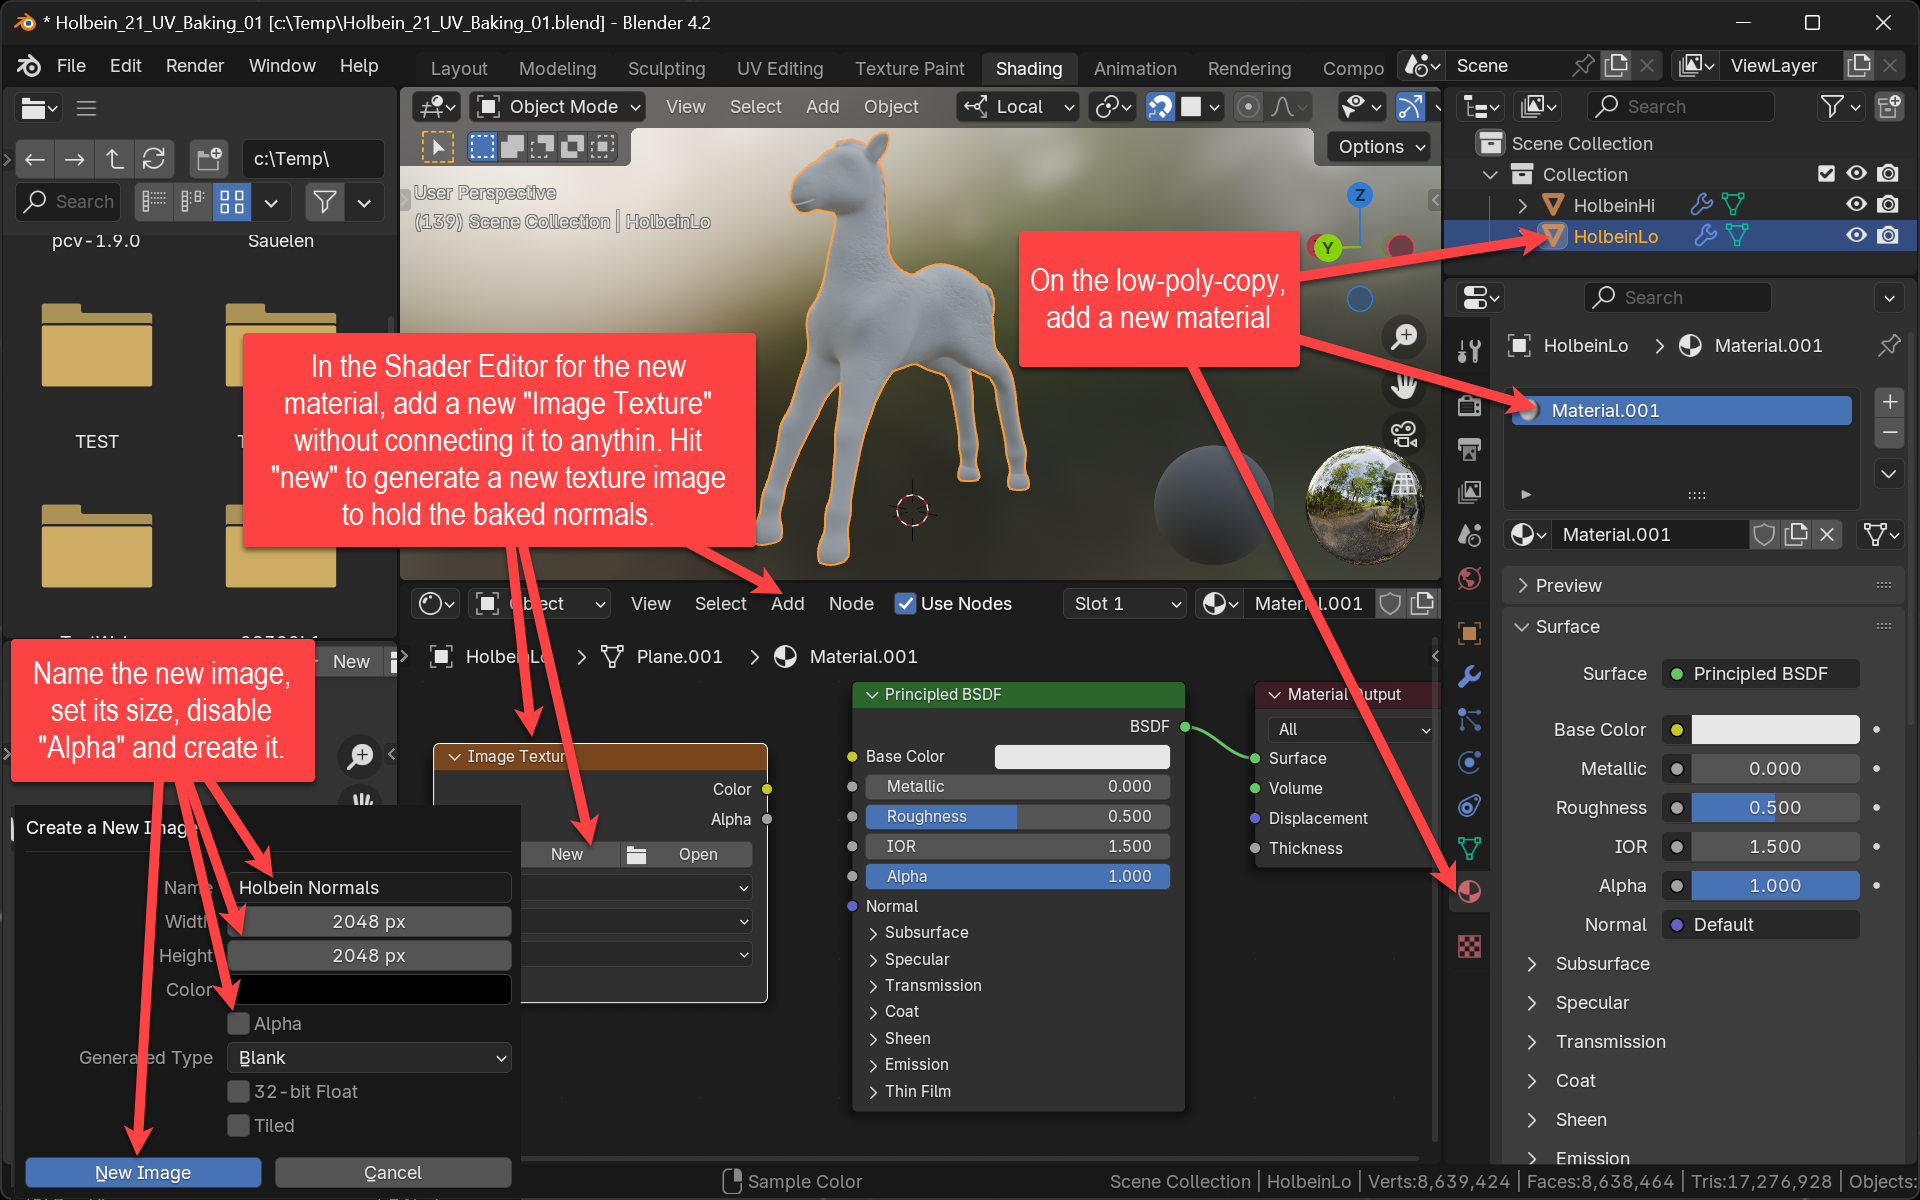 * Holbein_21_UV_Baking_01 [c:\Temp\Holbein_21_UV_Baking_01.blend] - Blender 4.2
File Edit Render Window Help Layout Modeling Sculpting UV Editing Texture Paint Shading Animation Rendering Compo Scene ViewLayer
Object Mode View Select Add Object Local Search
Options
c:\Temp\
Search
User Perspective
(139) Scene Collection | HolbeinLo
Z
Y
Scene Collection
Collection
HolbeinHi
HolbeinLo
pcv-1.9.0 Sauelen
TEST
On the low-poly-copy,
add a new material
In the Shader Editor for the new
material, add a new "Image Texture"
without connecting it to anythin. Hit
"new" to generate a new texture image
to hold the baked normals.
Search
HolbeinLo > Material.001
Material.001
Material.001
Preview
Surface
Surface Principled BSDF
Base Color
Metallic 0.000
Roughness 0.500
IOR 1.500
Alpha 1.000
Normal Default
Subsurface
Specular
Transmission
Coat
Sheen
Emission
Object View Select Add Node Use Nodes Slot 1 Material.001
HolbeinLo > Plane.001 > Material.001
New
Name the new image,
set its size, disable
"Alpha" and create it.
Image Texture
Color
Alpha
New Open
Principled BSDF
BSDF
Base Color
Metallic 0.000
Roughness 0.500
IOR 1.500
Alpha 1.000
Normal
Subsurface
Specular
Transmission
Coat
Sheen
Emission
Thin Film
Material Output
All
Surface
Volume
Displacement
Thickness
Create a New Image
Name Holbein Normals
Width 2048 px
Height 2048 px
Color
Alpha
Generated Type Blank
32-bit Float
Tiled
New Image Cancel
Sample Color
Scene Collection | HolbeinLo | Verts:8,639,424 | Faces:8,638,464 | Tris:17,276,928 | Objects: